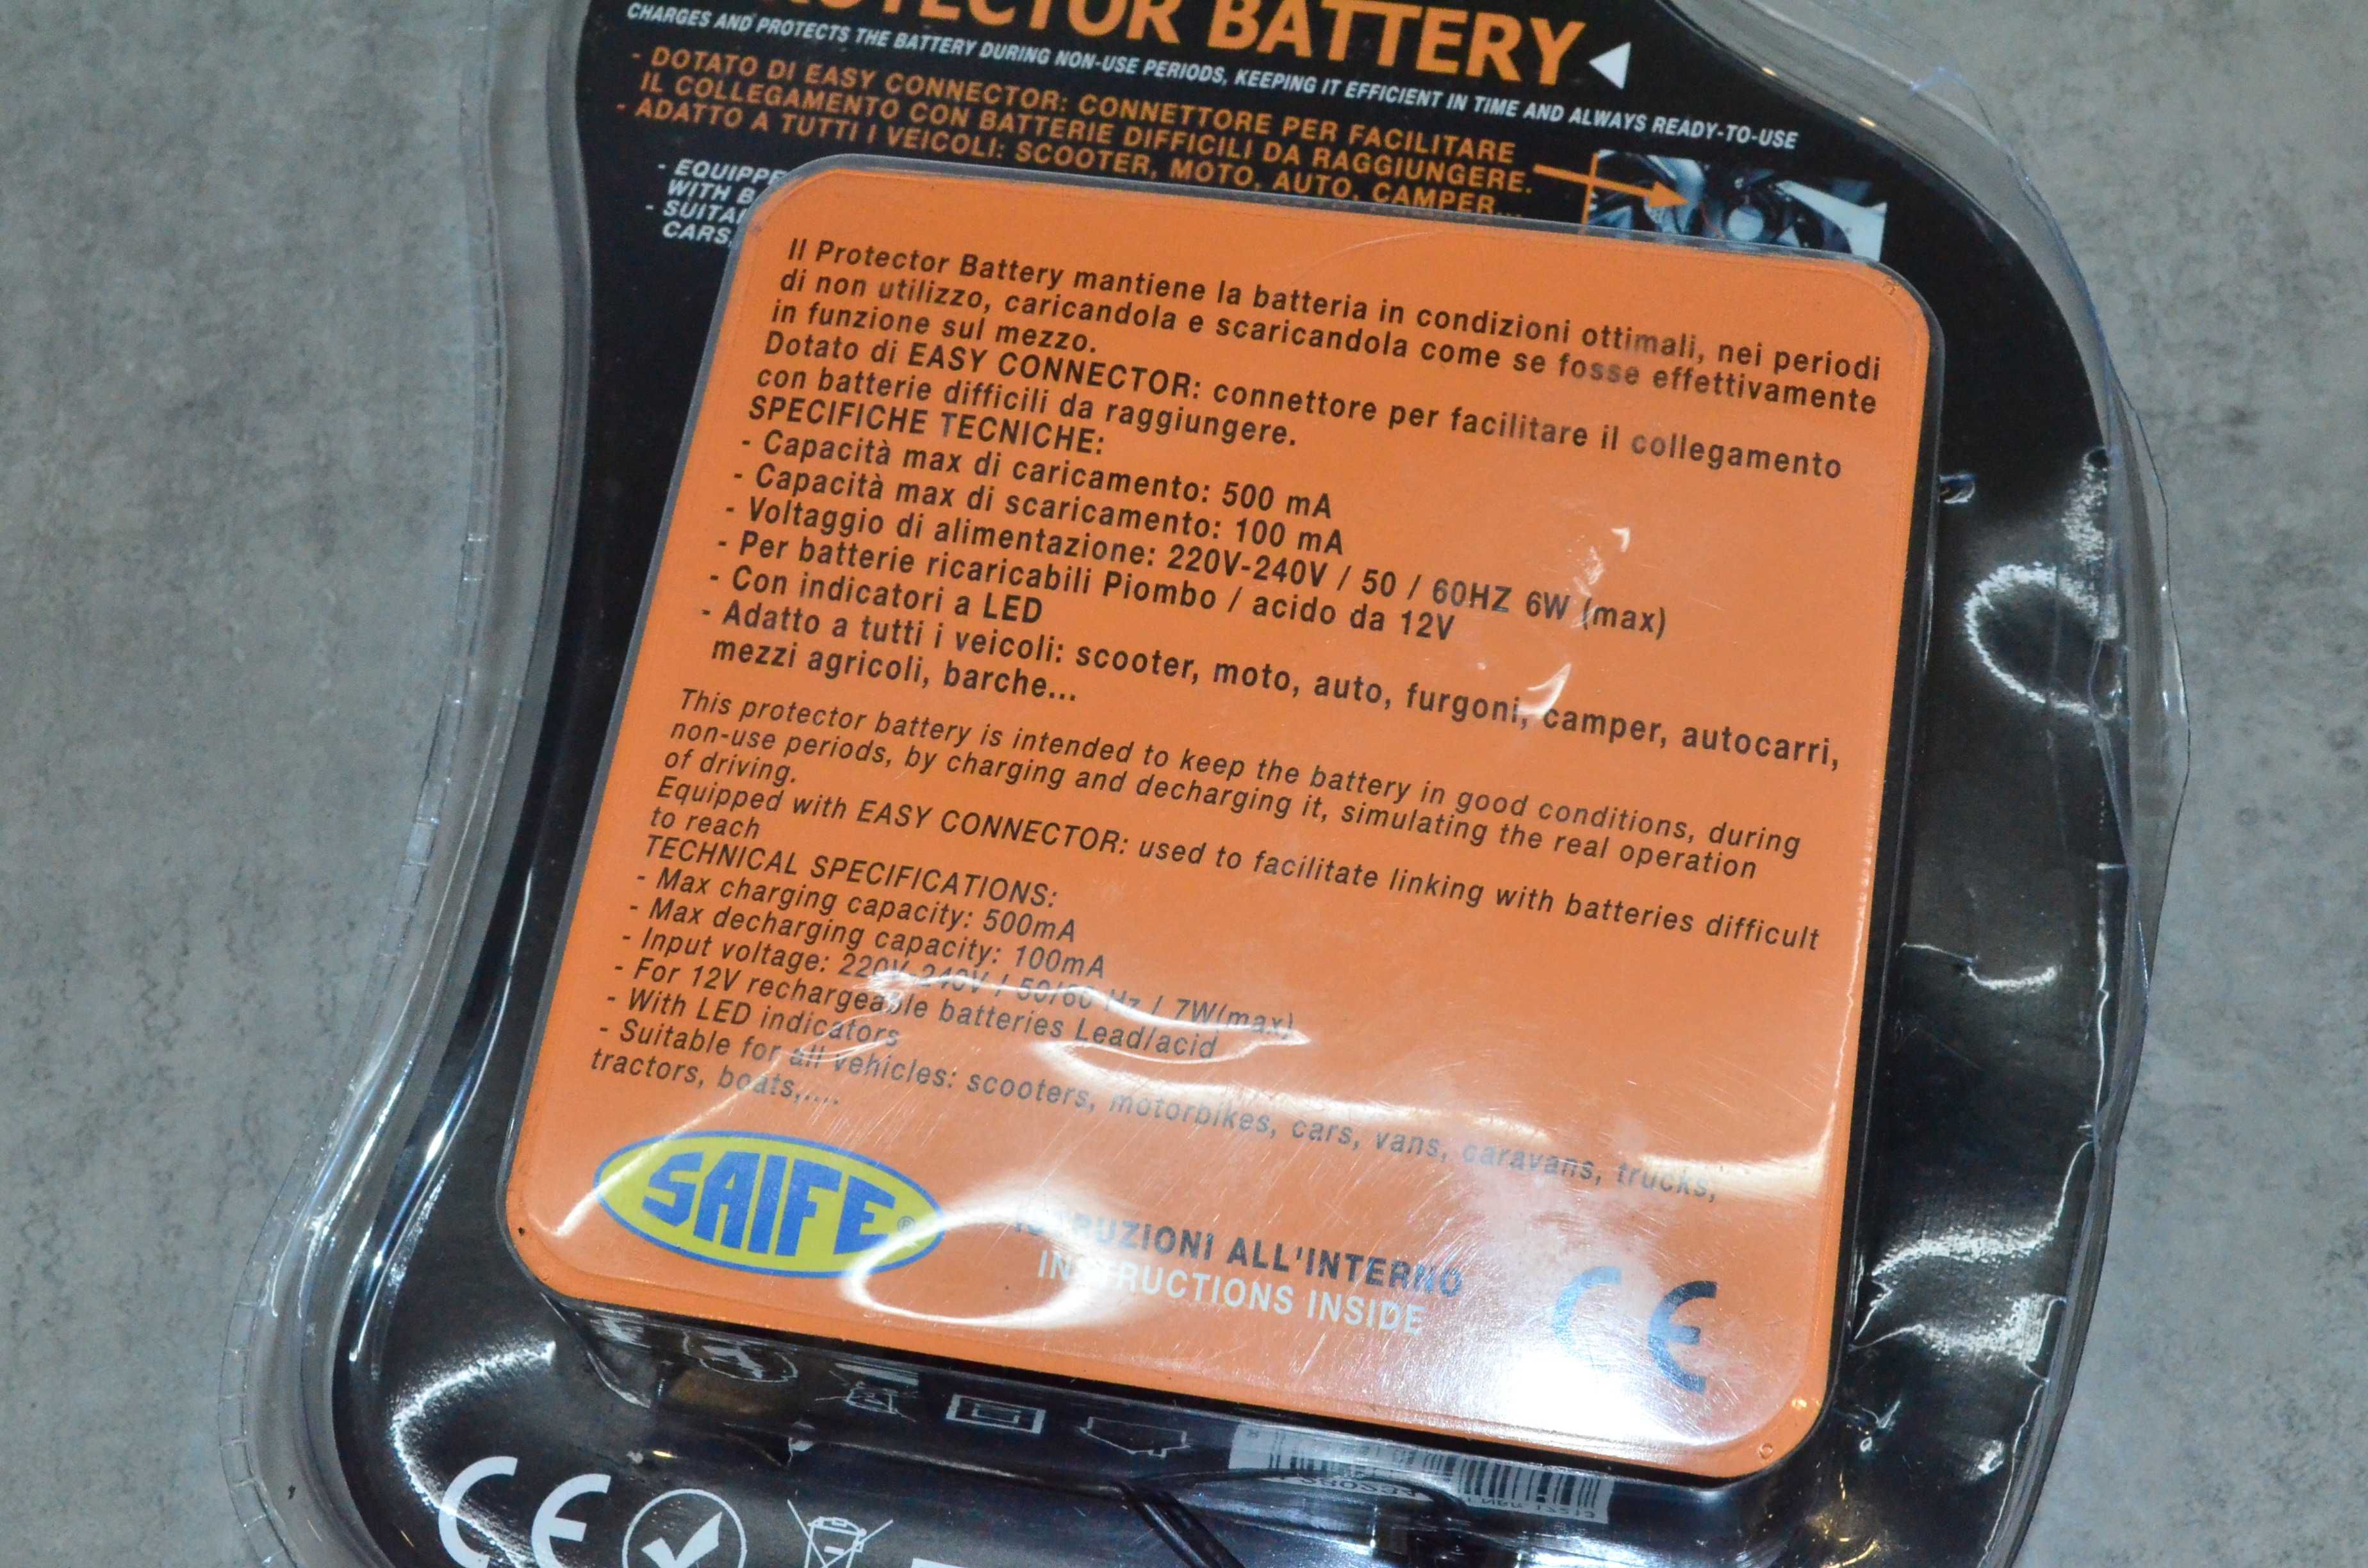 BATTERY
CHARGES AND PROTECTS THE BATTERY DURING NON-USE PERIODS, KEEPING IT EFFICIENT IN TIME AND ALWAYS READY-TO-USE
- DOTATO DI EASY CONNECTOR: CONNETTORE PER FACILITARE
IL COLLEGAMENTO CON BATTERIE DIFFICILI DA RAGGIUNGERE.
- ADATTO A TUTTI I VEICOLI: SCOOTER, MOTO, AUTO, CAMPER...
WITH
CARS,
Il Protector Battery mantiene la batteria in condizioni ottimali, nei periodi
di non utilizzo, caricandola e scaricandola come se fosse effettivamente
in funzione sul mezzo.
Dotato di EASY CONNECTOR: connettore per facilitare il collegamento
con batterie difficili da raggiungere.
SPECIFICHE TECNICHE:
- Capacità max di caricamento: 500 mA
- Capacità max di scaricamento: 100 mA
- Voltaggio di alimentazione: 220V-240V / 50 / 60HZ 6W (max)
- Per batterie ricaricabili Piombo / acido da 12V
- Con indicatori a LED
- Adatto a tutti i veicoli: scooter, moto, auto, furgoni, camper, autocarri,
mezzi agricoli, barche...
This protector battery is intended to keep the battery in good conditions, during
non-use periods, by charging and decharging it, simulating the real operation
of driving.
Equipped with EASY CONNECTOR: used to facilitate linking with batteries difficult
to reach
TECHNICAL SPECIFICATIONS:
- Max charging capacity: 500mA
- Max decharging capacity: 100mA
- Input voltage: 220V-240V / 50/60 Hz / 7W(max)
- For 12V rechargeable batteries Lead/acid
- With LED indicators
- Suitable for all vehicles: scooters, motorbikes, cars, vans, caravans, trucks,
tractors, boats,....
SAIFE®
ISTRUZIONI ALL'INTERNO
INSTRUCTIONS INSIDE
CE
CE